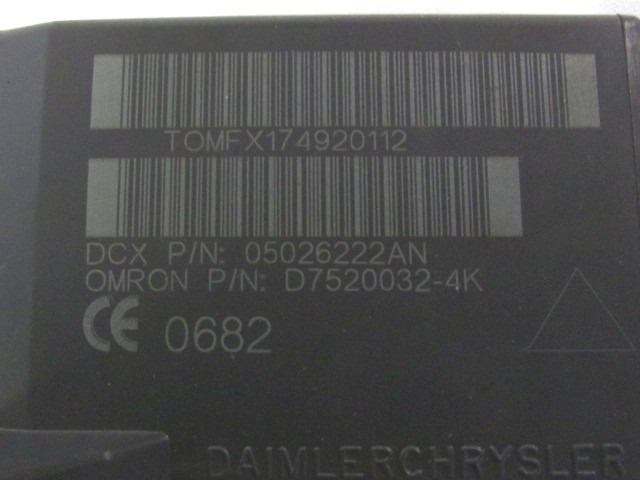 TOMFX174920112
DCX P/N: 05026222AN
OMRON P/N: D7520032-4K
CE 0682
DAIMLERCHRYSLER